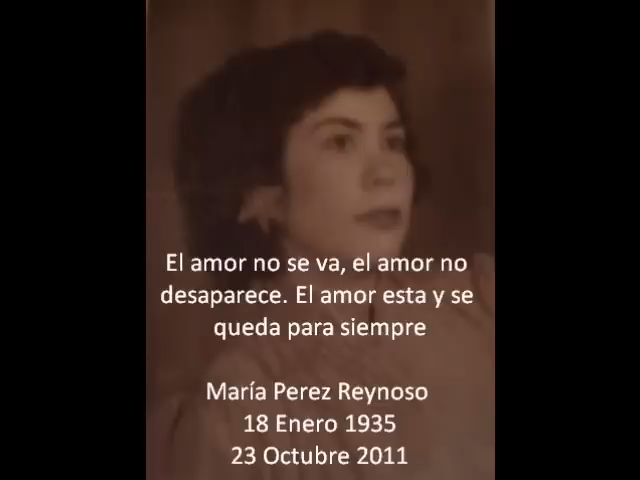 El amor no se va, el amor no
desaparece. El amor esta y se
queda para siempre
María Perez Reynoso
18 Enero 1935
23 Octubre 2011